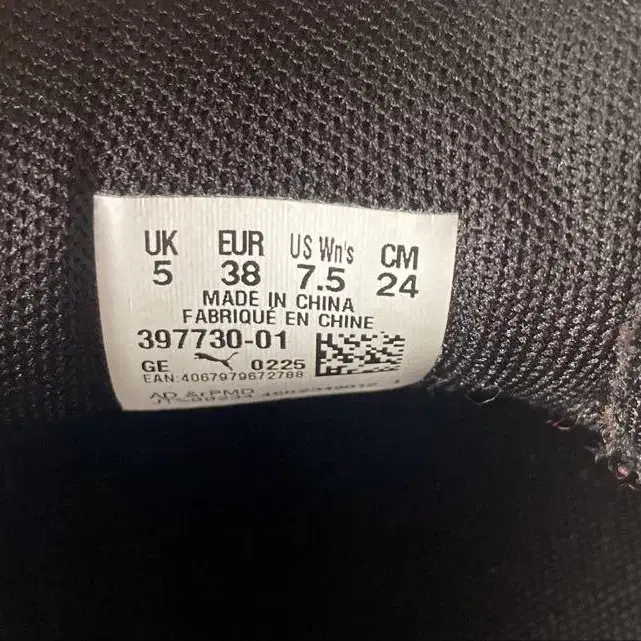 UK EUR US Wn's CM
5 38 7.5 24
MADE IN CHINA
FABRIQUÉ EN CHINE
397730-01
GE 0225
EAN:4067979672788